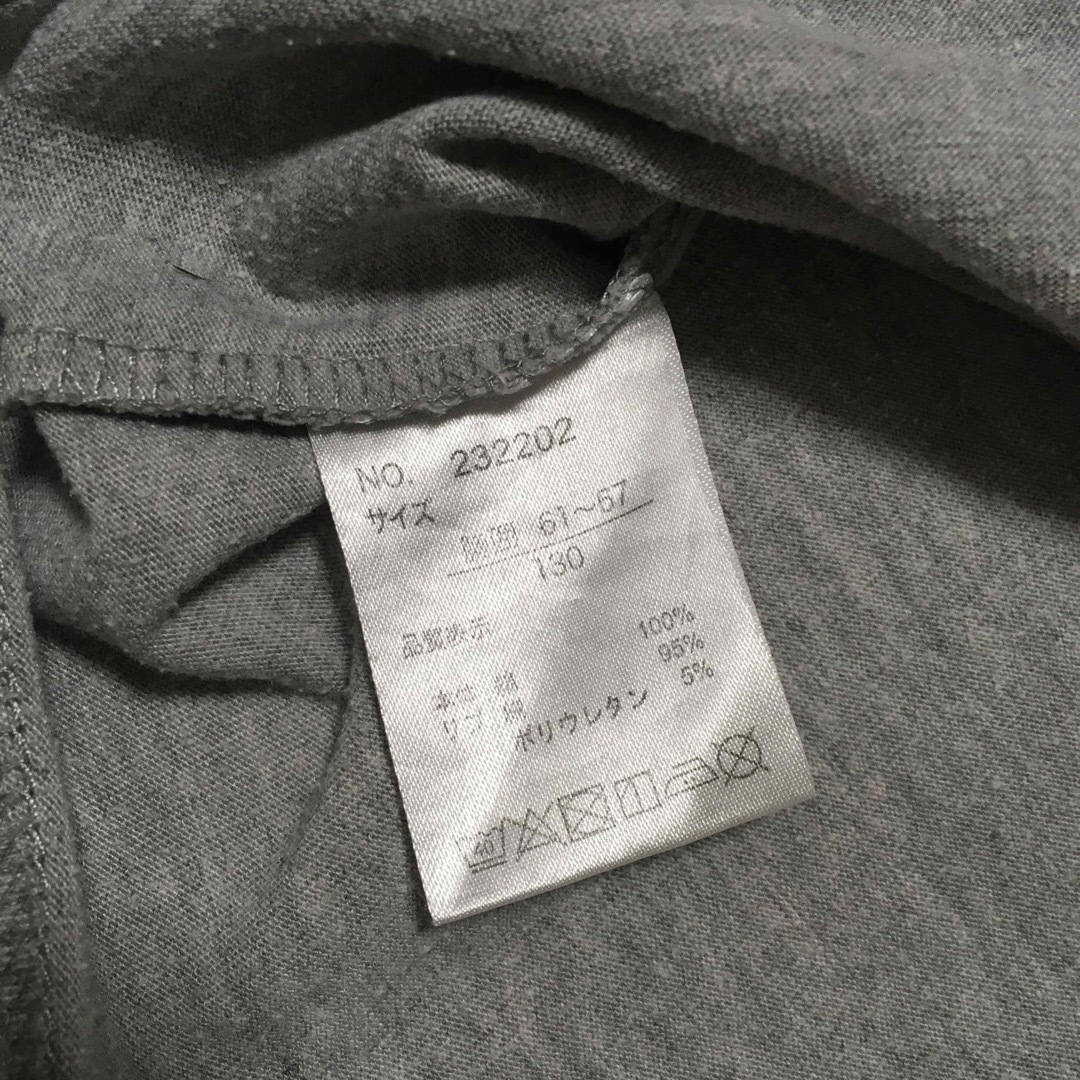 NO. 232202
サイズ
胸囲 61〜67
130
品質表示
本体 綿 100%
リブ 綿 95%
ポリウレタン 5%
40